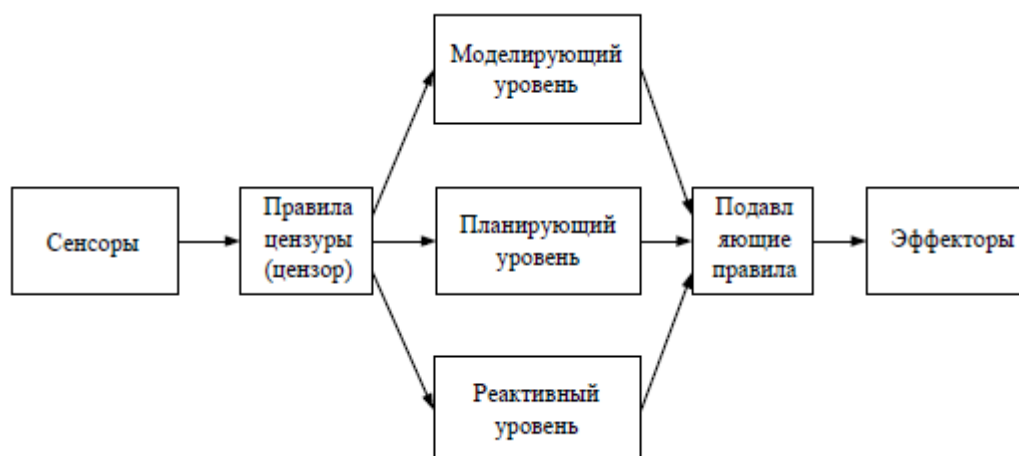 Моделирующий
уровень
Сенсоры
Правила
цензуры
(цензор)
Планирующий
уровень
Подавл
яющие
правила
Эффекторы
Реактивный
уровень